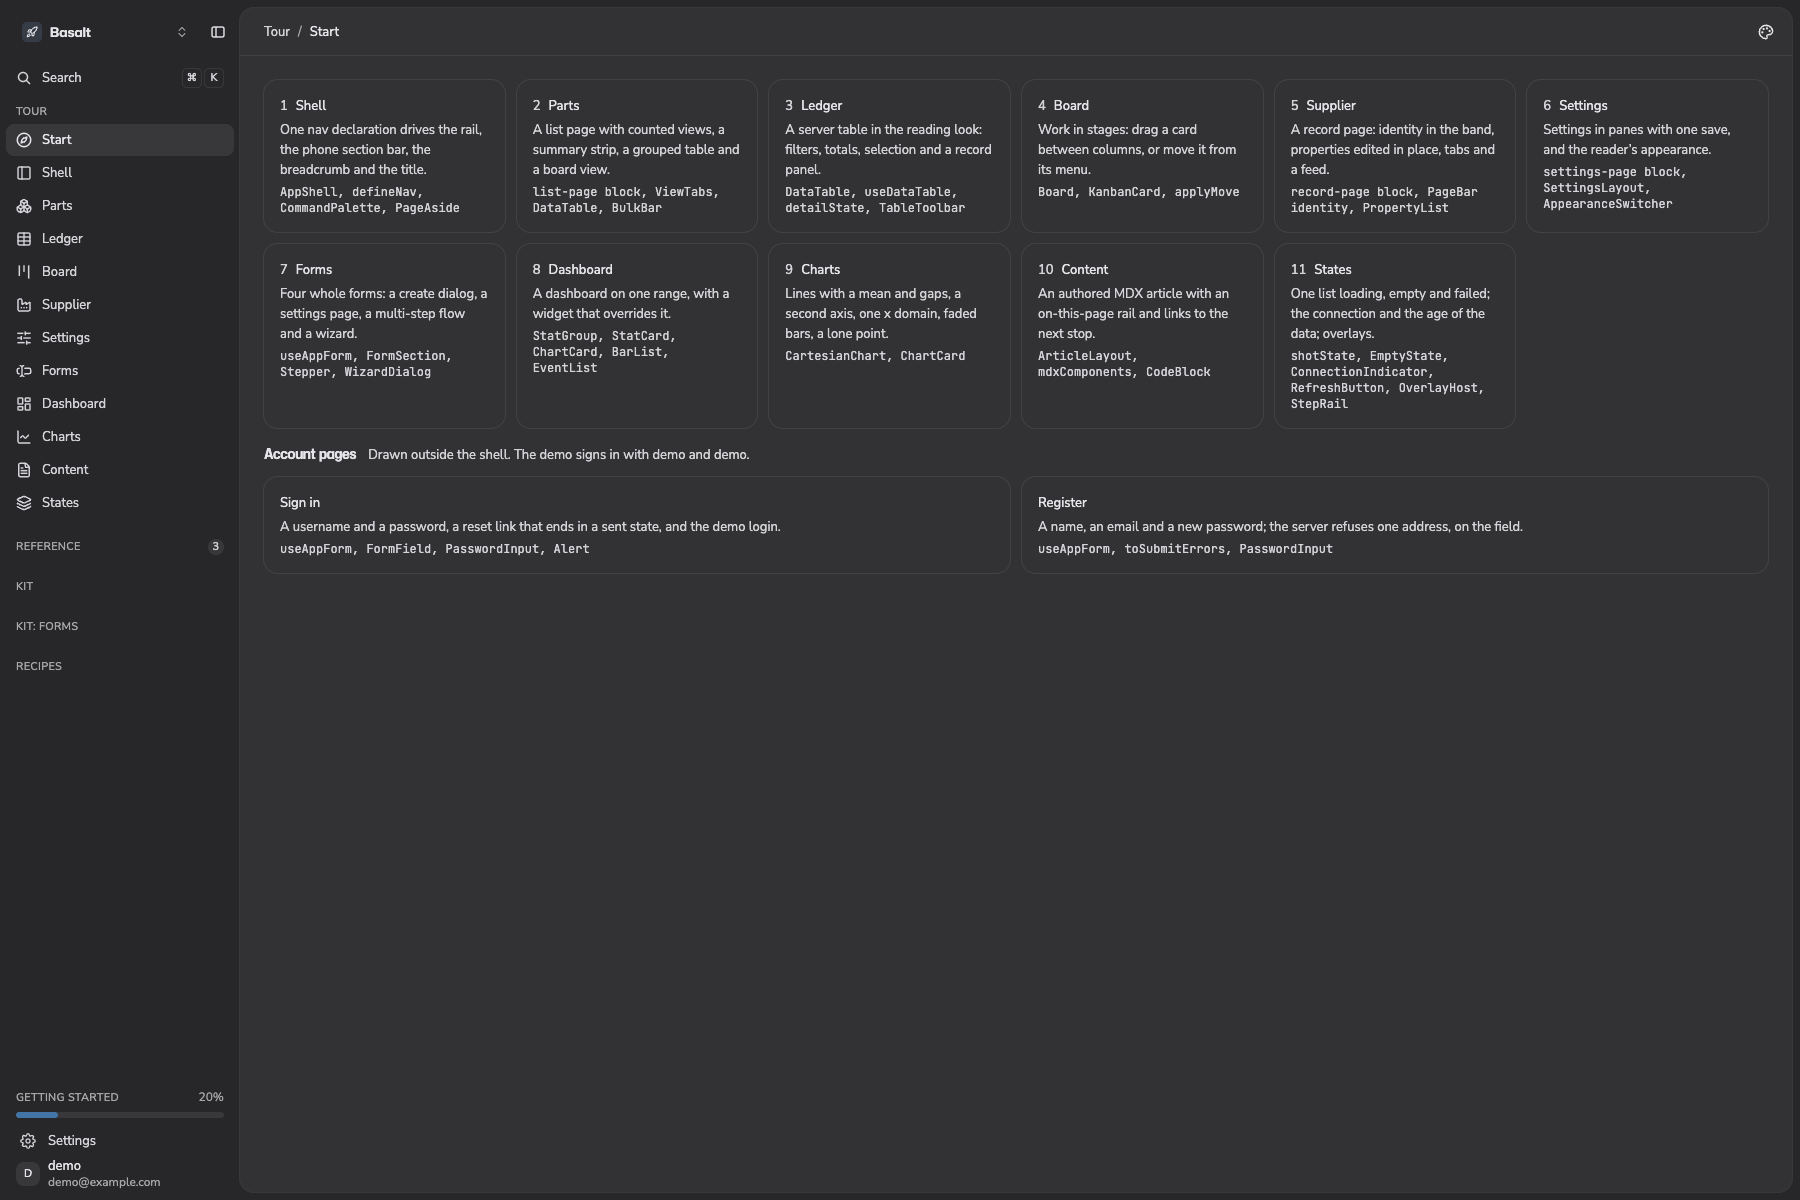 Basalt
Search
⌘ K
TOUR
Start
Shell
Parts
Ledger
Board
Supplier
Settings
Forms
Dashboard
Charts
Content
States
REFERENCE 3
KIT
KIT: FORMS
RECIPES
GETTING STARTED 20%
Settings
D
demo
demo@example.com
Tour / Start
1 Shell
One nav declaration drives the rail,
the phone section bar, the
breadcrumb and the title.
AppShell, defineNav,
CommandPalette, PageAside
2 Parts
A list page with counted views, a
summary strip, a grouped table and
a board view.
list-page block, ViewTabs,
DataTable, BulkBar
3 Ledger
A server table in the reading look:
filters, totals, selection and a record
panel.
DataTable, useDataTable,
detailState, TableToolbar
4 Board
Work in stages: drag a card
between columns, or move it from
its menu.
Board, KanbanCard, applyMove
5 Supplier
A record page: identity in the band,
properties edited in place, tabs and
a feed.
record-page block, PageBar
identity, PropertyList
6 Settings
Settings in panes with one save,
and the reader's appearance.
settings-page block,
SettingsLayout,
AppearanceSwitcher
7 Forms
Four whole forms: a create dialog, a
settings page, a multi-step flow
and a wizard.
useAppForm, FormSection,
Stepper, WizardDialog
8 Dashboard
A dashboard on one range, with a
widget that overrides it.
StatGroup, StatCard,
ChartCard, BarList,
EventList
9 Charts
Lines with a mean and gaps, a
second axis, one x domain, faded
bars, a lone point.
CartesianChart, ChartCard
10 Content
An authored MDX article with an
on-this-page rail and links to the
next stop.
ArticleLayout,
mdxComponents, CodeBlock
11 States
One list loading, empty and failed;
the connection and the age of the
data; overlays.
shotState, EmptyState,
ConnectionIndicator,
RefreshButton, OverlayHost,
StepRail
Account pages Drawn outside the shell. The demo signs in with demo and demo.
Sign in
A username and a password, a reset link that ends in a sent state, and the demo login.
useAppForm, FormField, PasswordInput, Alert
Register
A name, an email and a new password; the server refuses one address, on the field.
useAppForm, toSubmitErrors, PasswordInput